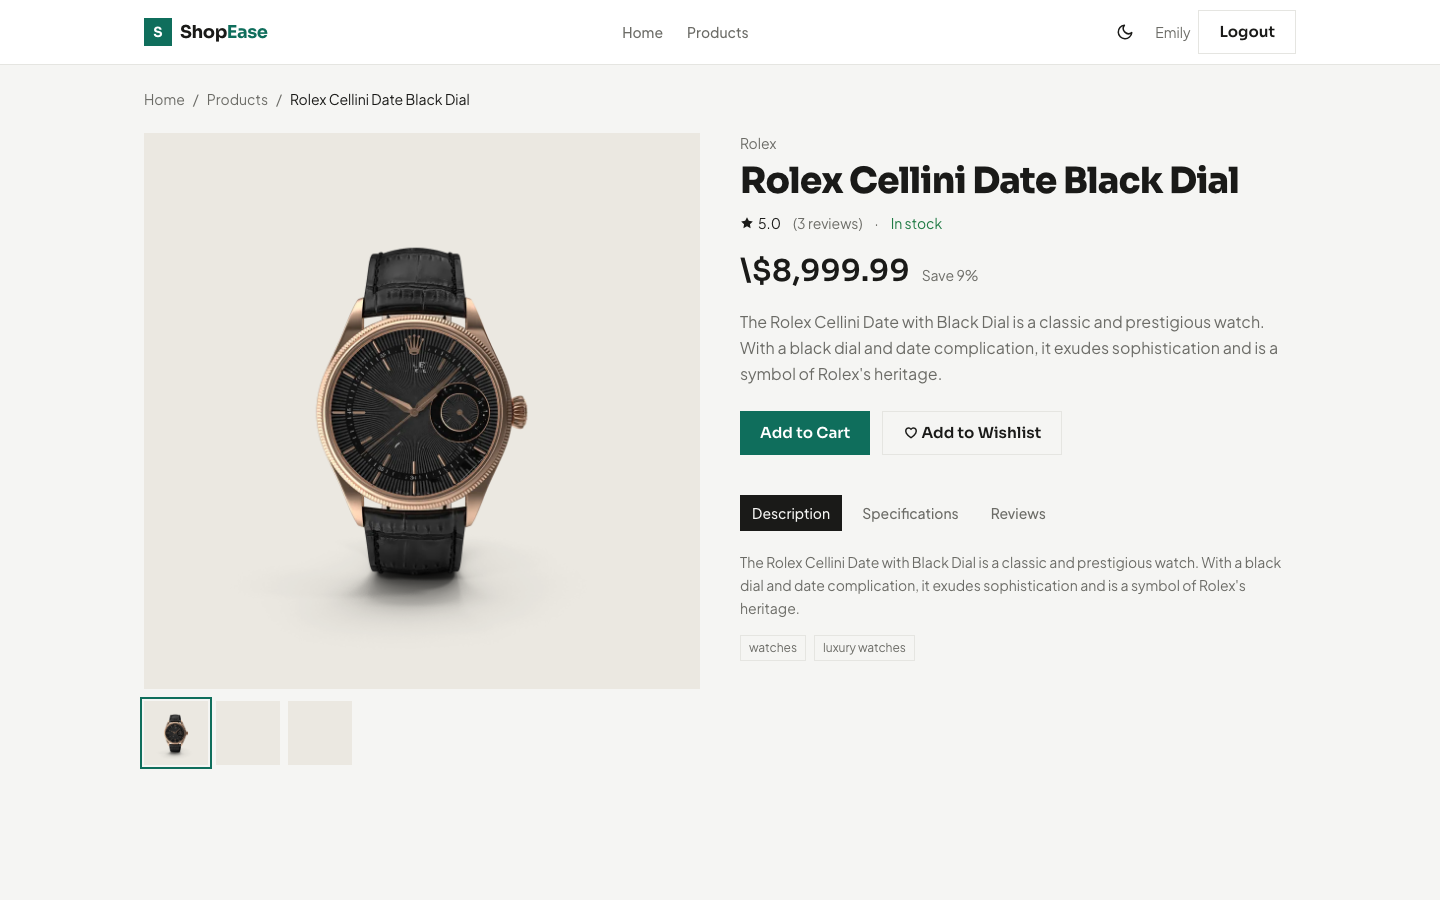 S ShopEase
Home Products
Emily Logout
Home / Products / Rolex Cellini Date Black Dial
Rolex
Rolex Cellini Date Black Dial
★ 5.0 (3 reviews) · In stock
\$8,999.99 Save 9%
The Rolex Cellini Date with Black Dial is a classic and prestigious watch.
With a black dial and date complication, it exudes sophistication and is a
symbol of Rolex's heritage.
Add to Cart ♡ Add to Wishlist
Description Specifications Reviews
The Rolex Cellini Date with Black Dial is a classic and prestigious watch. With a black
dial and date complication, it exudes sophistication and is a symbol of Rolex's
heritage.
watches luxury watches